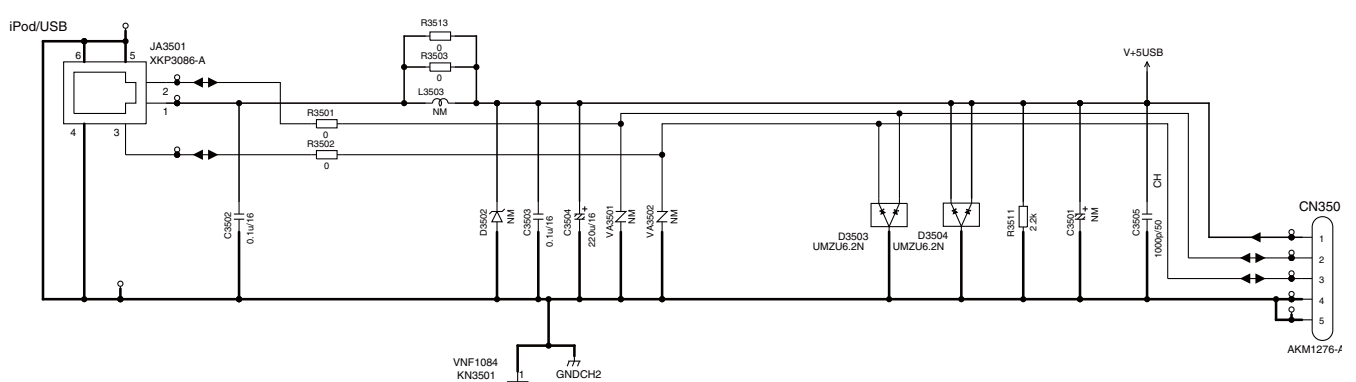 iPod/USB
JA3501
XKP3086-A
6
5
2
1
4
3
R3513
0
R3503
0
L3503
NM
R3501
0
R3502
0
V+5USB
C3502
0.1u/16
D3502
NM
C3503
0.1u/16
C3504
+
220u/16
VA3501
NM
VA3502
NM
D3503
UMZU6.2N
D3504
UMZU6.2N
R3511
2.2k
C3501
+
NM
C3505
1000p/50
CH
CN350
1
2
3
4
5
AKM1276-A
VNF1084
KN3501
1
GNDCH2